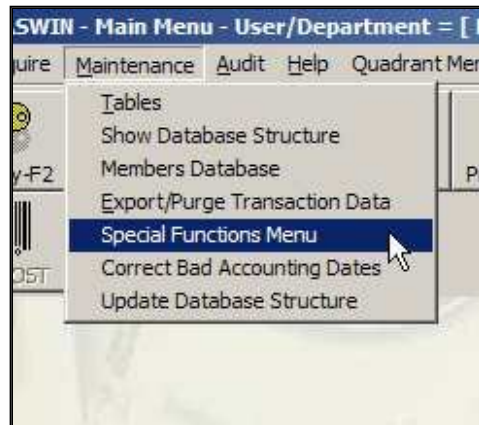 SWIN - Main Menu - User/Department = [
Maintenance Audit Help Quadrant
Tables
Show Database Structure
Members Database
Export/Purge Transaction Data
Special Functions Menu
Correct Bad Accounting Dates
Update Database Structure